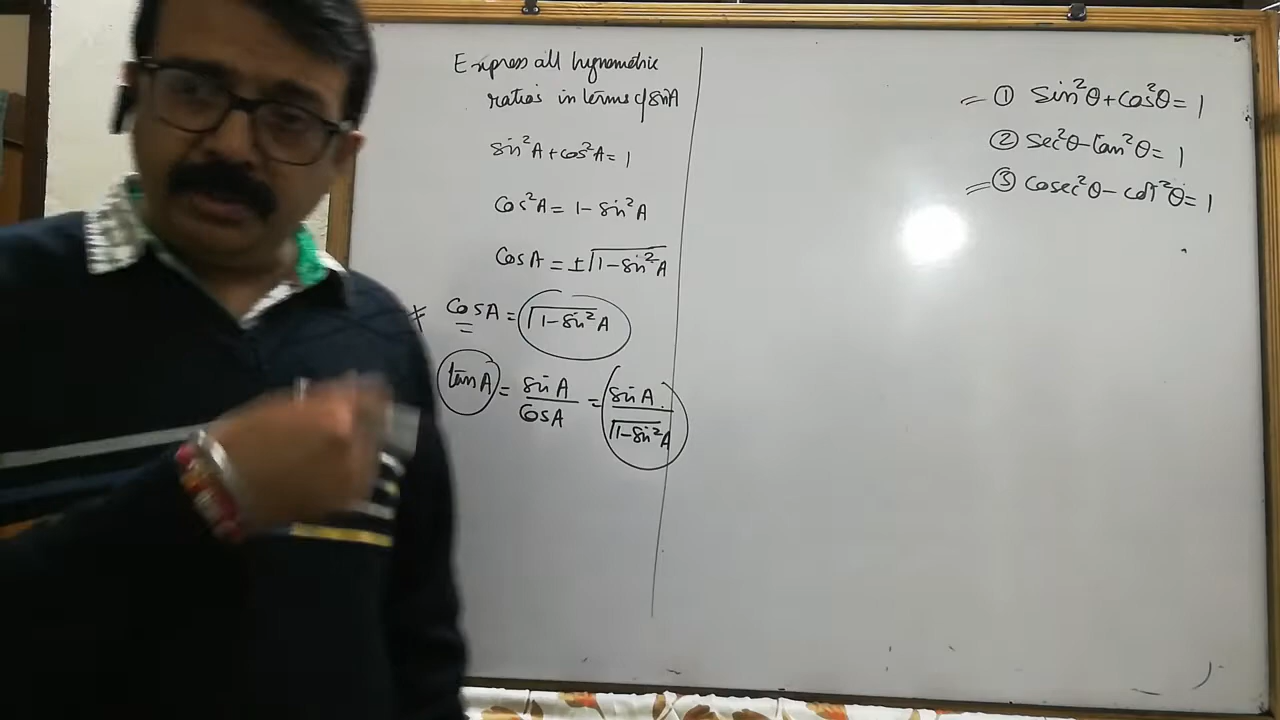 Express all
ratios in terms of sinA
sin²A + cos²A = 1
Cos²A = 1 - sin²A
CosA = ±√1-sin²A
CosA = √1-sin²A
tanA = sinA/CosA = sinA/√1-sin²A
① Sin²θ + Cos²θ = 1
② Sec²θ - Tan²θ = 1
③ Cosec²θ - cot²θ = 1